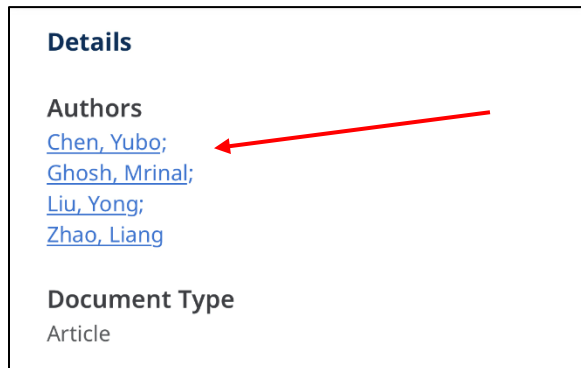 Details
Authors
Chen, Yubo;
Ghosh, Mrinal;
Liu, Yong;
Zhao, Liang
Document Type
Article